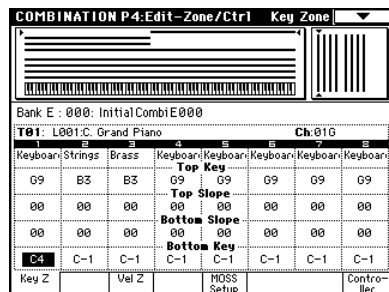 COMBINATION P4:Edit-Zone/Ctrl Key Zone
Bank E : 000: InitialCombiE000
T01: L001:C. Grand Piano Ch:01G
1 2 3 4 5 6 7 8
Keyboar Strings Brass Keyboar Keyboar Keyboar Keyboar Keyboar
Top Key
G9 B3 B3 G9 G9 G9 G9 G9
Top Slope
00 00 00 00 00 00 00 00
Bottom Slope
00 00 00 00 00 00 00 00
Bottom Key
C4 C-1 C-1 C-1 C-1 C-1 C-1 C-1
Key Z Vel Z MOSS Setup Contro-ller